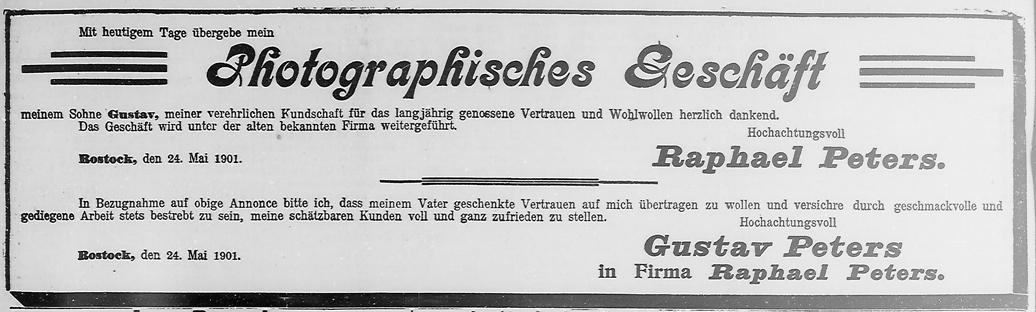 Mit heutigem Tage übergebe mein
Photographisches Geschäft
meinem Sohne Gustav, meiner verehrlichen Kundschaft für das langjährig genossene Vertrauen und Wohlwollen herzlich dankend.
Das Geschäft wird unter der alten bekannten Firma weitergeführt.
Hochachtungsvoll
Rostock, den 24. Mai 1901.
Raphael Peters.
In Bezugnahme auf obige Annonce bitte ich, dass meinem Vater geschenkte Vertrauen auf mich übertragen zu wollen und versichre durch geschmackvolle und
gediegene Arbeit stets bestrebt zu sein, meine schätzbaren Kunden voll und ganz zufrieden zu stellen.
Hochachtungsvoll
Gustav Peters
Rostock, den 24. Mai 1901.
in Firma Raphael Peters.